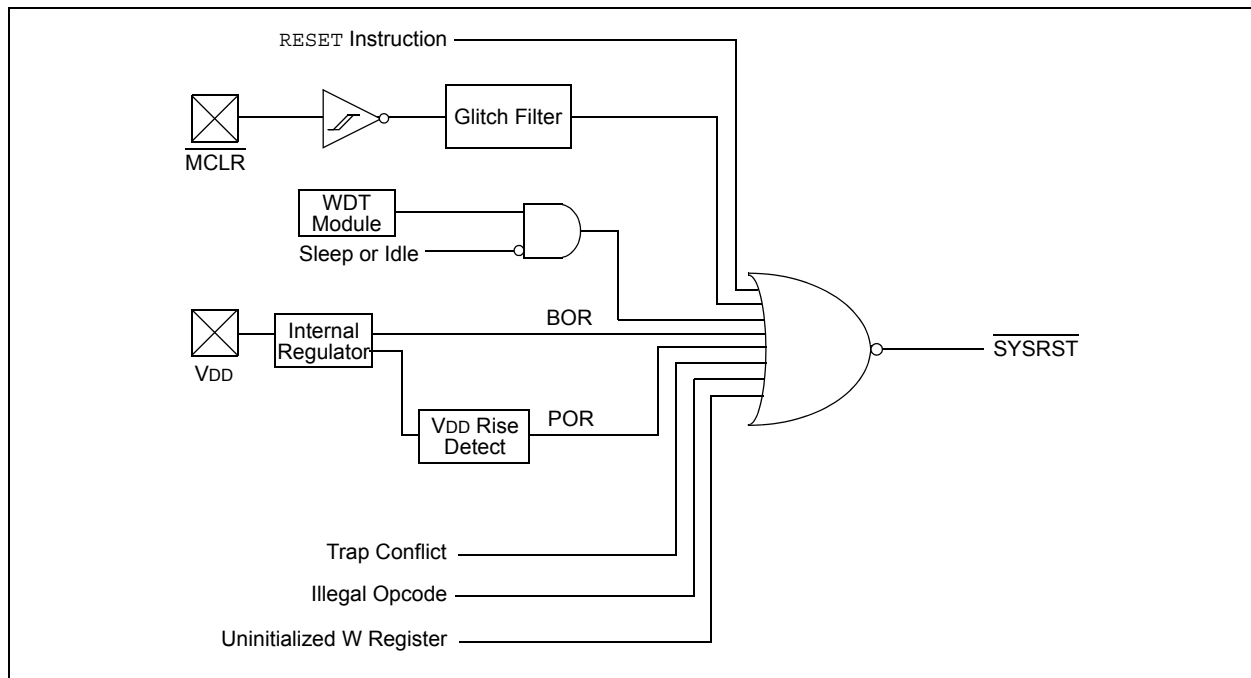 RESET Instruction
Glitch Filter
MCLR
WDT
Module
Sleep or Idle
BOR
Internal
Regulator
SYSRST
VDD
POR
VDD Rise
Detect
Trap Conflict
Illegal Opcode
Uninitialized W Register